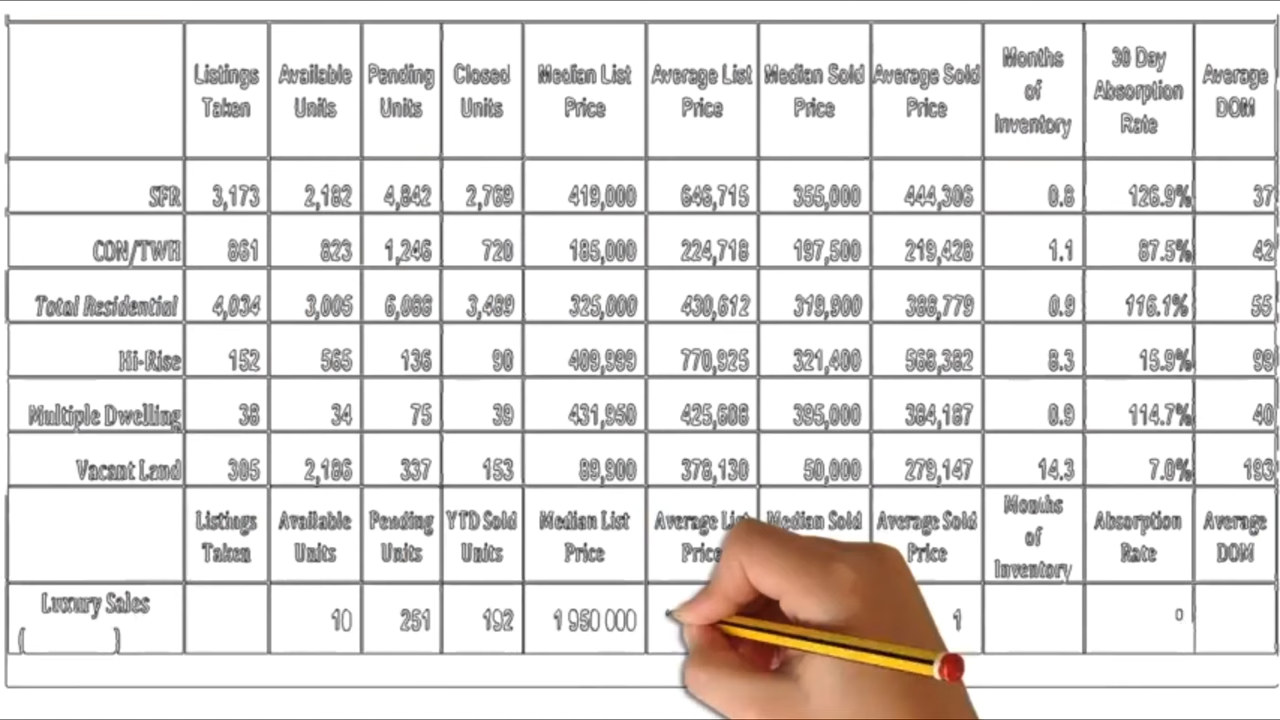 Listings Taken Available Units Pending Units Closed Units Median List Price Average List Price Median Sold Price Average Sold Price Months of Inventory 30 Day Absorption Rate Average DOM
SFR 3,173 2,182 4,842 2,769 419,000 646,715 355,000 444,306 0.8 126.9% 37
CON/TWH 861 823 1,246 720 185,000 224,718 197,500 219,428 1.1 87.5% 42
Total Residential 4,034 3,005 6,088 3,489 325,000 430,612 319,900 388,779 0.9 116.1% 55
Hi-Rise 152 565 136 90 409,999 770,925 321,400 568,382 8.3 15.9% 99
Multiple Dwelling 38 34 75 39 431,950 425,608 395,000 384,187 0.9 114.7% 40
Vacant Land 305 2,186 337 153 89,900 378,130 50,000 279,147 14.3 7.0% 193
Listings Taken Available Units Pending Units YTD Sold Units Median List Price Average List Price Median Sold Average Sold Price Months of Inventory Absorption Rate Average DOM
Luxury Sales 10 251 192 1 950 000 1
( )